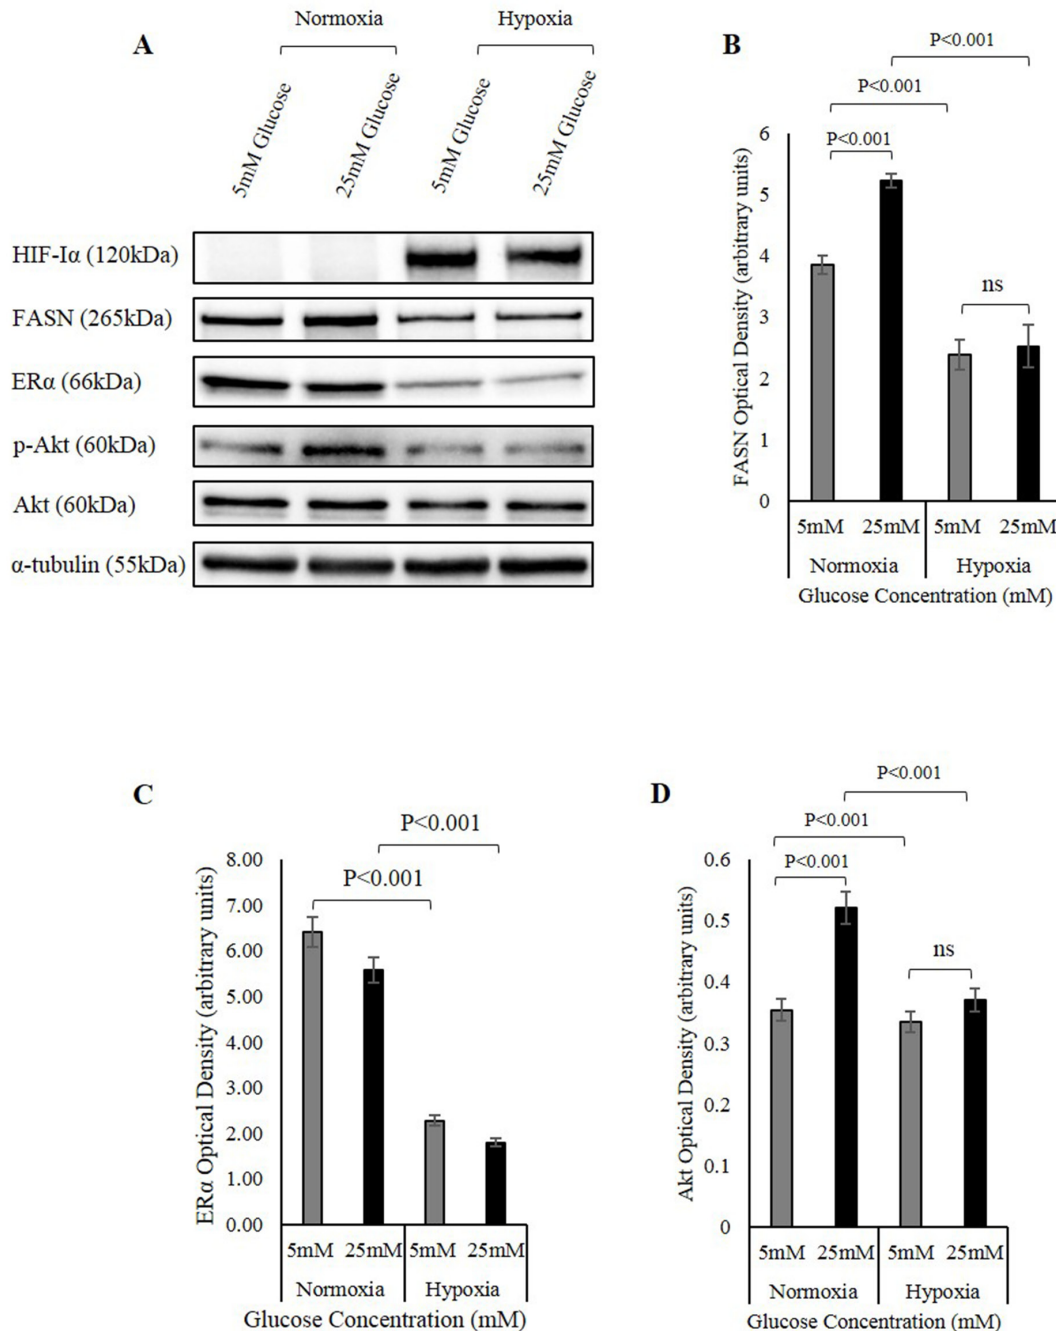 A
Normoxia
Hypoxia
5mM Glucose
25mM Glucose
5mM Glucose
25mM Glucose
HIF-Iα (120kDa)
FASN (265kDa)
ERα (66kDa)
p-Akt (60kDa)
Akt (60kDa)
α-tubulin (55kDa)
B
P<0.001
P<0.001
P<0.001
ns
FASN Optical Density (arbitrary units)
6
5
4
3
2
1
0
5mM 25mM 5mM 25mM
Normoxia Hypoxia
Glucose Concentration (mM)
C
P<0.001
P<0.001
ERα Optical Density (arbitrary units)
8.00
7.00
6.00
5.00
4.00
3.00
2.00
1.00
0.00
5mM 25mM 5mM 25mM
Normoxia Hypoxia
Glucose Concentration (mM)
D
P<0.001
P<0.001
P<0.001
ns
Akt Optical Density (arbitrary units)
0.6
0.5
0.4
0.3
0.2
0.1
0
5mM 25mM 5mM 25mM
Normoxia Hypoxia
Glucose Concentration (mM)